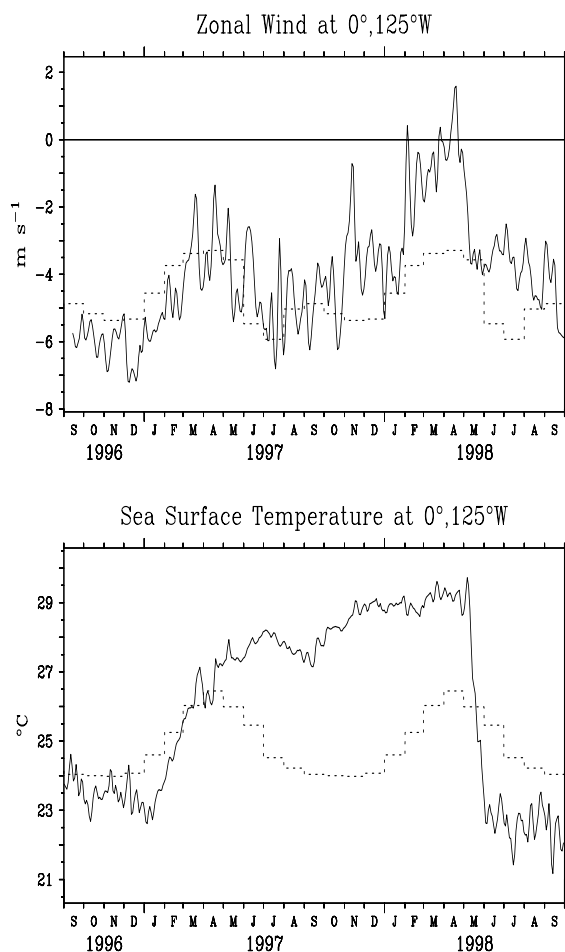 Zonal Wind at 0°,125°W
2
0
-2
-4
-6
-8
m s⁻¹
S O N D J F M A M J J A S O N D J F M A M J J A S
1996 1997 1998
Sea Surface Temperature at 0°,125°W
29
27
25
23
21
°C
S O N D J F M A M J J A S O N D J F M A M J J A S
1996 1997 1998